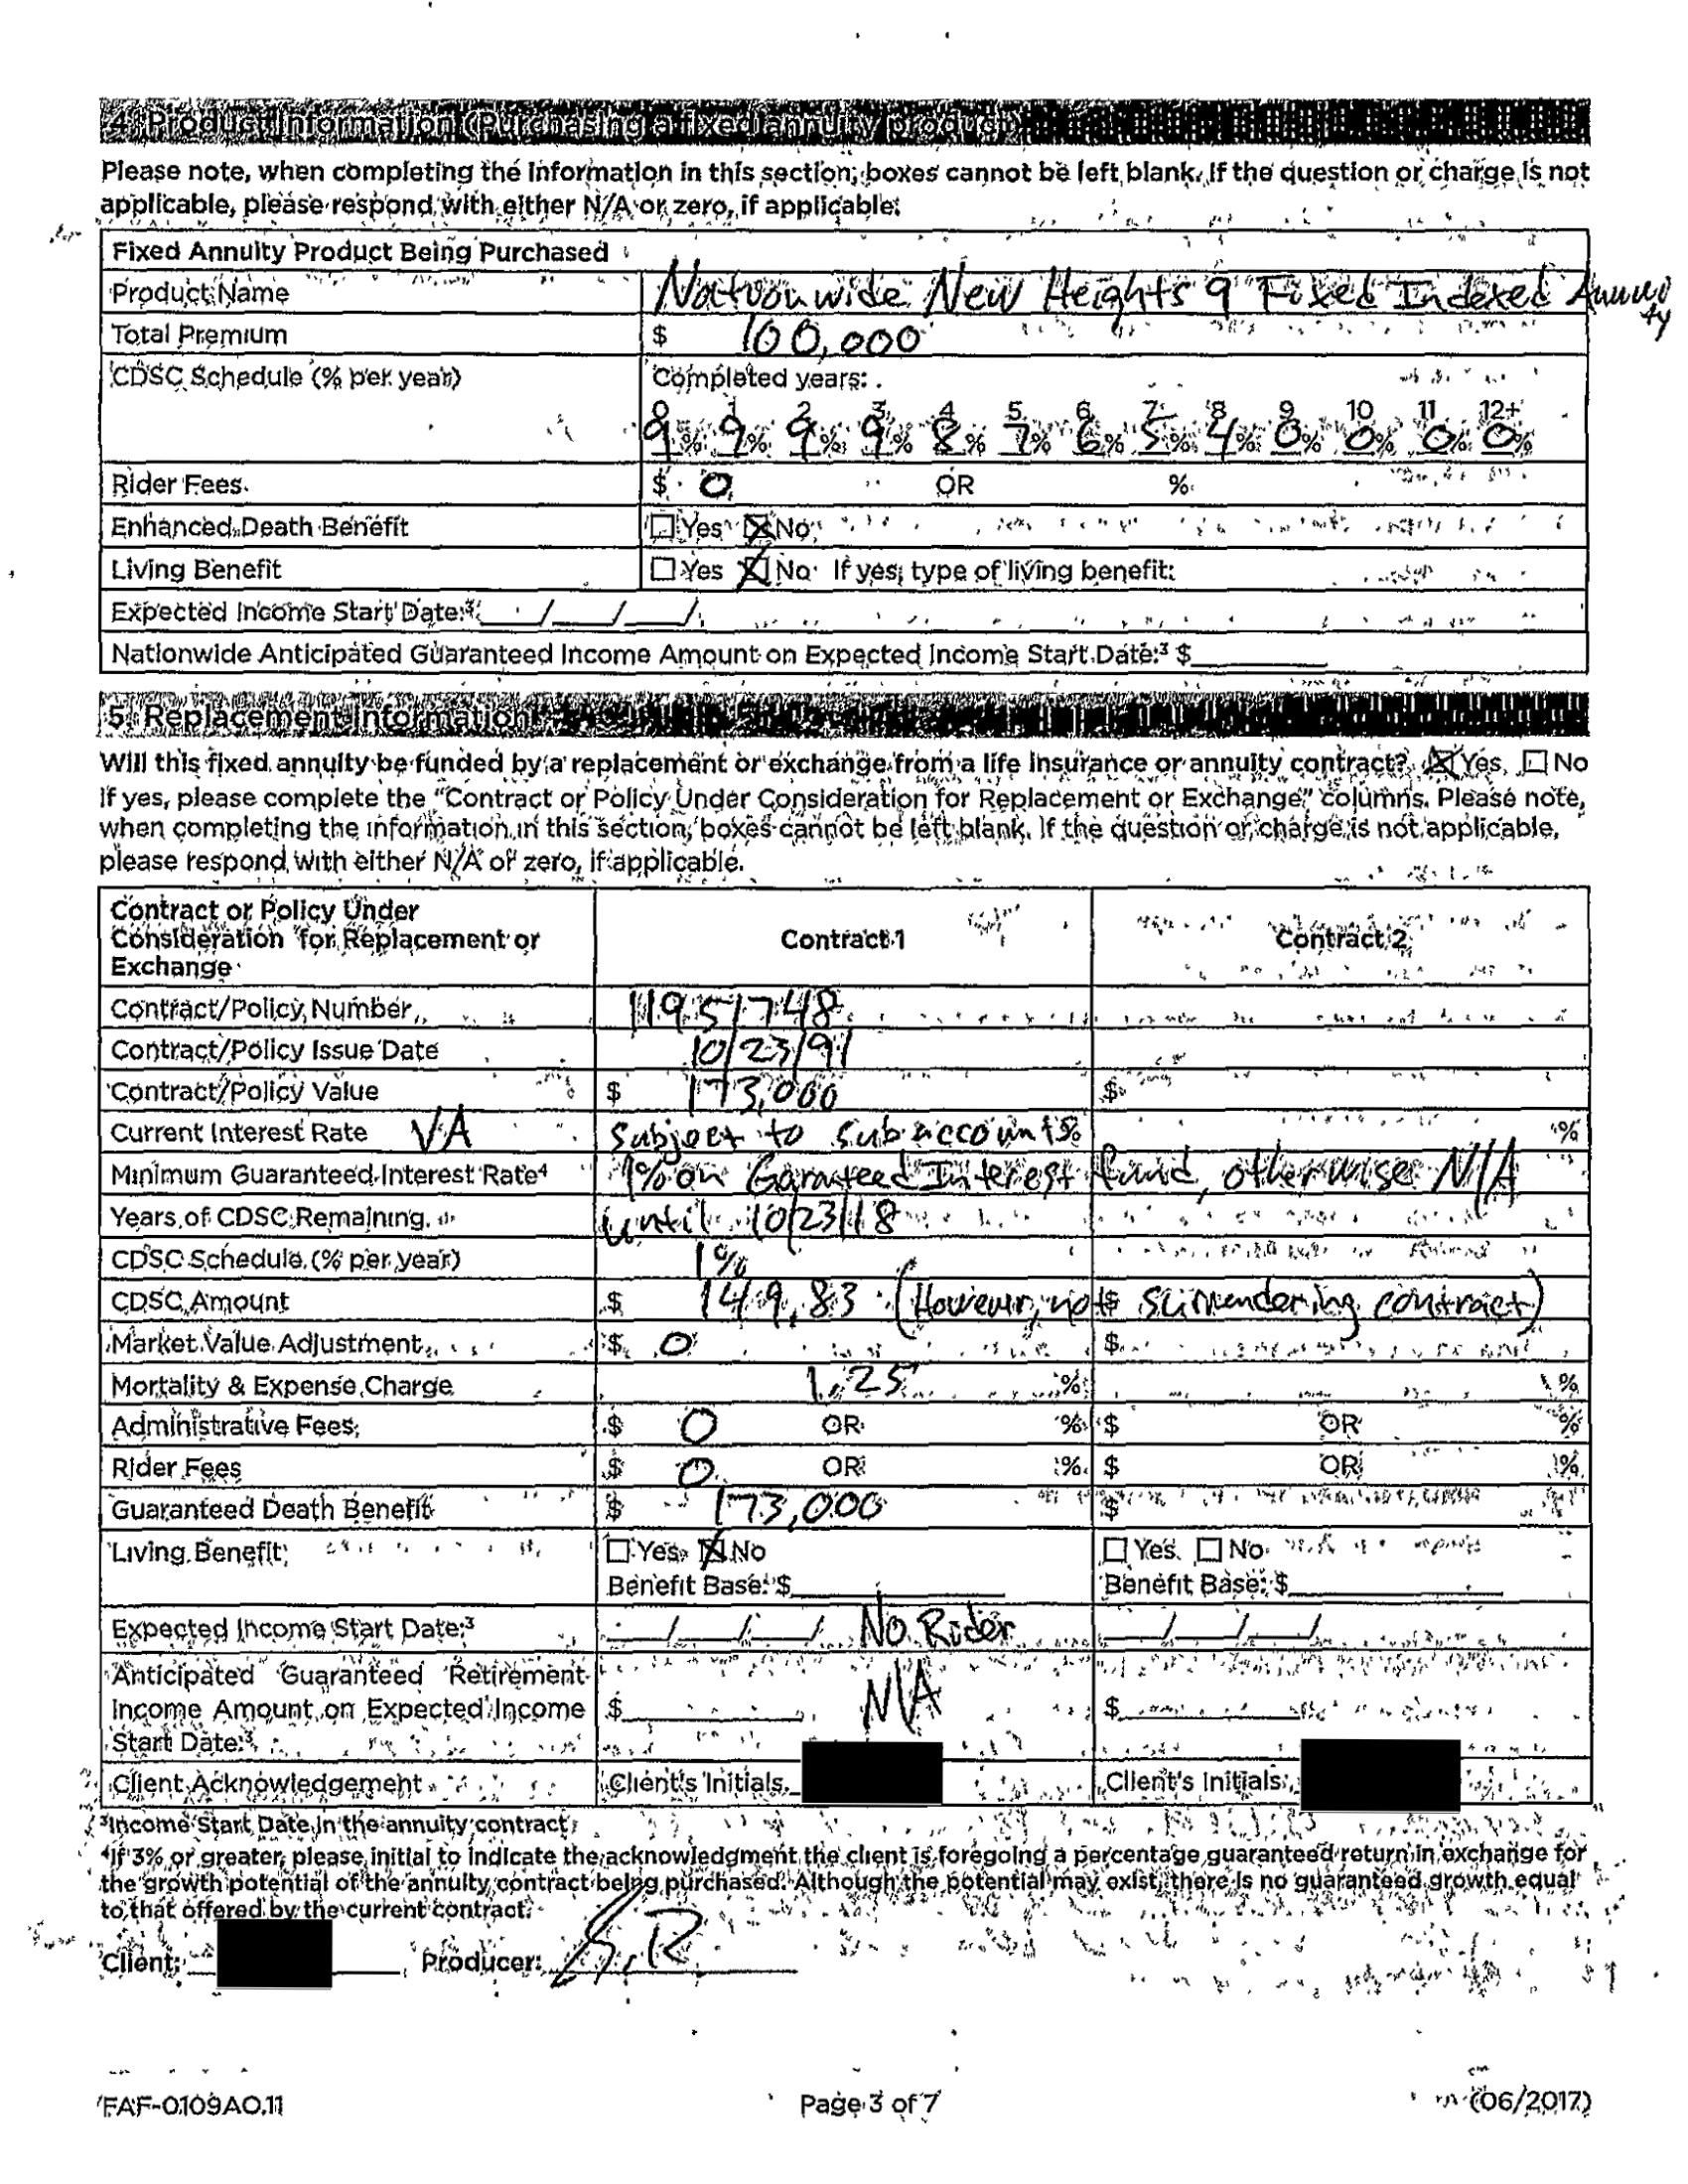 4. Product Information (Purchasing a fixed annuity product)
Please note, when completing the information in this section, boxes cannot be left blank. If the question or charge is not
applicable, please respond with either N/A or zero, if applicable.
Fixed Annuity Product Being Purchased
Product Name Nationwide New Heights 9 Fixed Indexed Annuity
Total Premium $ 100,000
CDSC Schedule (% per year) Completed years:
0 1 2 3 4 5 6 7 8 9 10 11 12+
9% 9% 9% 9% 8% 7% 6% 5% 4% 0% 0% 0% 0%
Rider Fees $ 0 OR %
Enhanced Death Benefit ☐ Yes ☒ No
Living Benefit ☐ Yes ☒ No If yes, type of living benefit:
Expected Income Start Date:³ __/__/__
Nationwide Anticipated Guaranteed Income Amount on Expected Income Start Date:³ $
5. Replacement Information
Will this fixed annuity be funded by a replacement or exchange from a life insurance or annuity contract? ☒ Yes ☐ No
If yes, please complete the “Contract or Policy Under Consideration for Replacement or Exchange” columns. Please note,
when completing the information in this section, boxes cannot be left blank. If the question or charge is not applicable,
please respond with either N/A or zero, if applicable.
Contract or Policy Under
Consideration for Replacement or
Exchange Contract 1 Contract 2
Contract/Policy Number 11951748
Contract/Policy Issue Date 10/23/91
Contract/Policy Value $ 173,000 $
Current Interest Rate VA subject to subaccounts % %
Minimum Guaranteed Interest Rate⁴ 1% on Garanteed Interest fund, otherwise N/A
Years of CDSC Remaining until 10/23/18
CDSC Schedule (% per year) 1%
CDSC Amount $ 149.83 (However, not surrendering contract) $
Market Value Adjustment $ 0 $
Mortality & Expense Charge 1.25 % %
Administrative Fees $ 0 OR % $ OR %
Rider Fees $ 0 OR % $ OR %
Guaranteed Death Benefit $ 173,000 $
Living Benefit ☐ Yes ☒ No ☐ Yes ☐ No
Benefit Base: $ Benefit Base: $
Expected Income Start Date:³ __/__/__ No Rider __/__/__
Anticipated Guaranteed Retirement
Income Amount on Expected Income $ N/A $
Start Date:³
Client Acknowledgement Client's Initials: Client's Initials:
³Income Start Date in the annuity contract
⁴If 3% or greater, please initial to indicate the acknowledgment the client is foregoing a percentage guaranteed return in exchange for
the growth potential of the annuity contract being purchased. Although the potential may exist, there is no guaranteed growth equal
to that offered by the current contract.
Client: Producer: S.R
FAF-0109AO.11 Page 3 of 7 (06/2017)